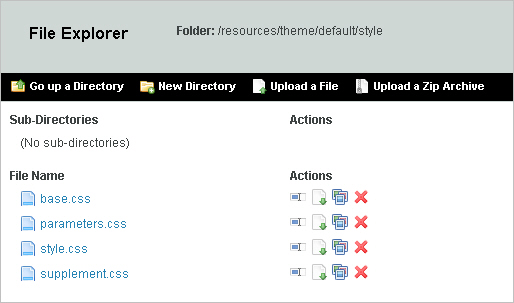 File Explorer
Folder: /resources/theme/default/style
Go up a Directory New Directory Upload a File Upload a Zip Archive
Sub-Directories Actions
(No sub-directories)
File Name Actions
base.css
parameters.css
style.css
supplement.css